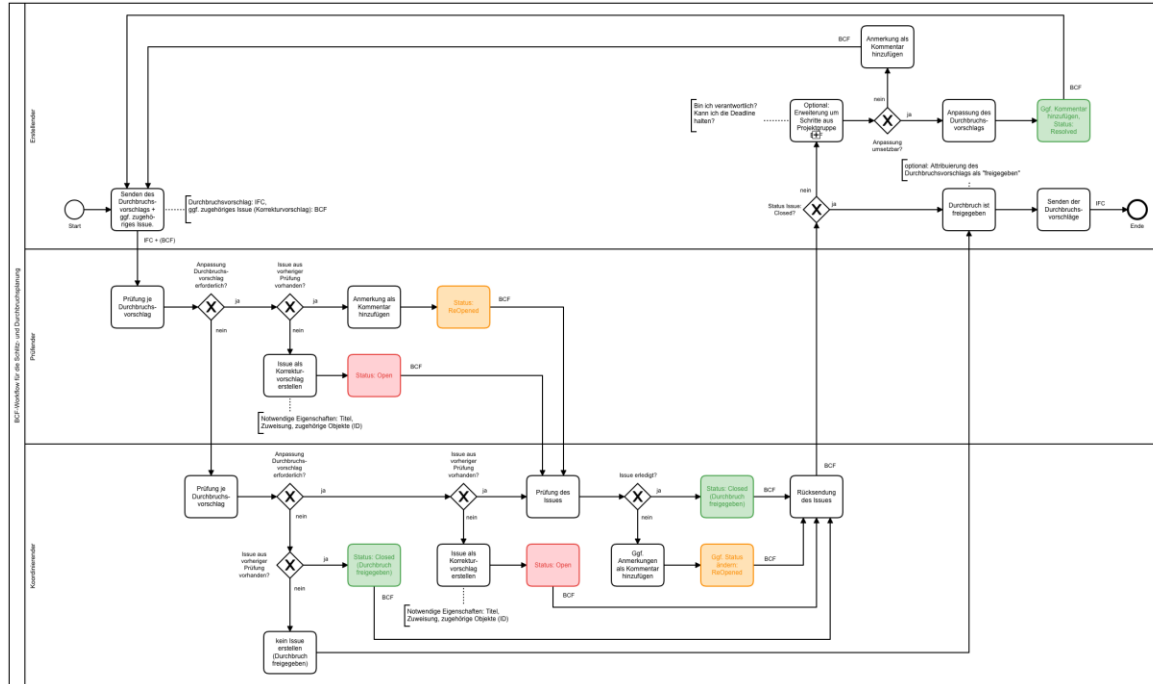 BCF-Workflow für die Schlitz- und Durchbruchsplanung
Erstellender
BCF
Anmerkung als
Kommentar
hinzufügen
BCF
nein
Bin ich verantwortlich?
Kann ich die Deadline
halten?
Optional:
Erweiterung um
Schritte aus
Projektgruppe
ja
Anpassung
umsetzbar?
Anpassung des
Durchbruchs-
vorschlags
Ggf. Kommentar
hinzufügen,
Status:
Resolved
optional: Attribuierung des
Durchbruchsvorschlags als "freigegeben"
nein
Status Issue:
Closed?
ja
Durchbruch ist
freigegeben
Senden der
Durchbruchs-
vorschläge
IFC
Ende
Start
Senden des
Durchbruchs-
vorschlags +
ggf. zugehö-
riges Issue.
Durchbruchsvorschlag: IFC,
ggf. zugehöriges Issue (Korrekturvorschlag): BCF
IFC + (BCF)
Prüfender
Prüfung je
Durchbruchs-
vorschlag
Anpassung
Durchbruchs-
vorschlag
erforderlich?
ja
nein
Issue aus
vorheriger
Prüfung
vorhanden?
ja
nein
Anmerkung als
Kommentar
hinzufügen
Status:
ReOpened
BCF
Issue als
Korrektur-
vorschlag
erstellen
Status: Open
BCF
Notwendige Eigenschaften: Titel,
Zuweisung, zugehörige Objekte (ID)
Koordinierender
Prüfung je
Durchbruchs-
vorschlag
Anpassung
Durchbruchs-
vorschlag
erforderlich?
ja
nein
Issue aus
vorheriger
Prüfung
vorhanden?
ja
nein
Prüfung des
Issues
Issue erledigt?
ja
nein
Status: Closed
(Durchbruch
freigegeben)
BCF
Rücksendung
des Issues
BCF
Issue aus
vorheriger
Prüfung
vorhanden?
ja
nein
Status: Closed
(Durchbruch
freigegeben)
BCF
Issue als
Korrektur-
vorschlag
erstellen
Status: Open
BCF
Ggf.
Anmerkungen
als Kommentar
hinzufügen
Ggf. Status
ändern:
ReOpened
BCF
Notwendige Eigenschaften: Titel,
Zuweisung, zugehörige Objekte (ID)
kein Issue
erstellen
(Durchbruch
freigegeben)